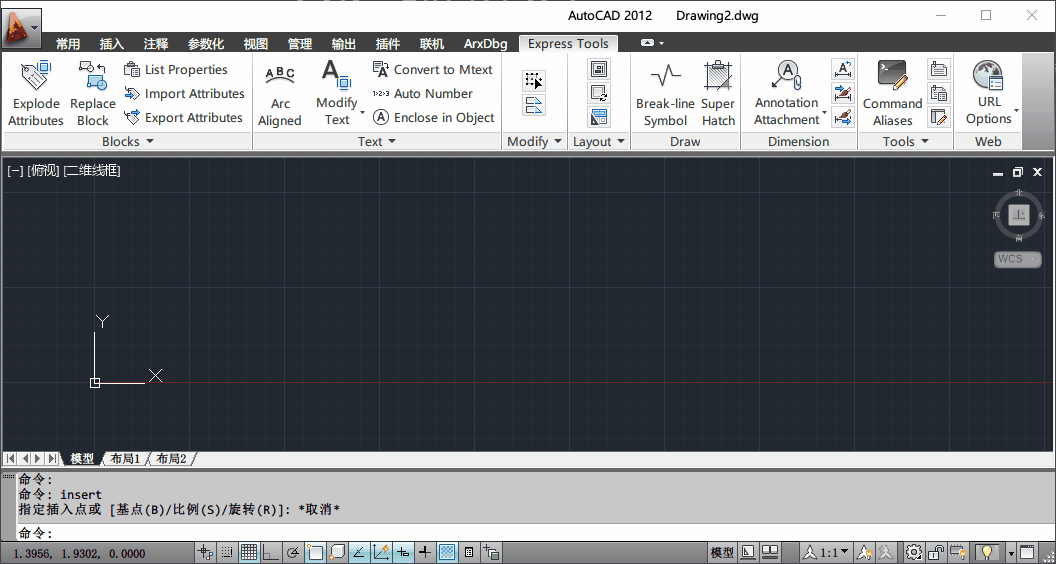 AutoCAD 2012 Drawing2.dwg
常用 插入 注释 参数化 视图 管理 输出 插件 联机 ArxDbg Express Tools
Explode Attributes
Replace Block
List Properties
Import Attributes
Export Attributes
Arc Aligned
Modify Text
Convert to Mtext
Auto Number
Enclose in Object
Break-line Symbol
Super Hatch
Annotation Attachment
Command Aliases
URL Options
Blocks Text Modify Layout Draw Dimension Tools Web
[−] [俯视] [二维线框]
北
西 上 东
南
WCS
Y
X
模型 布局1 布局2
命令:
命令: insert
指定插入点或 [基点(B)/比例(S)/旋转(R)]: *取消*
命令:
1.3956, 1.9302, 0.0000 模型 1:1